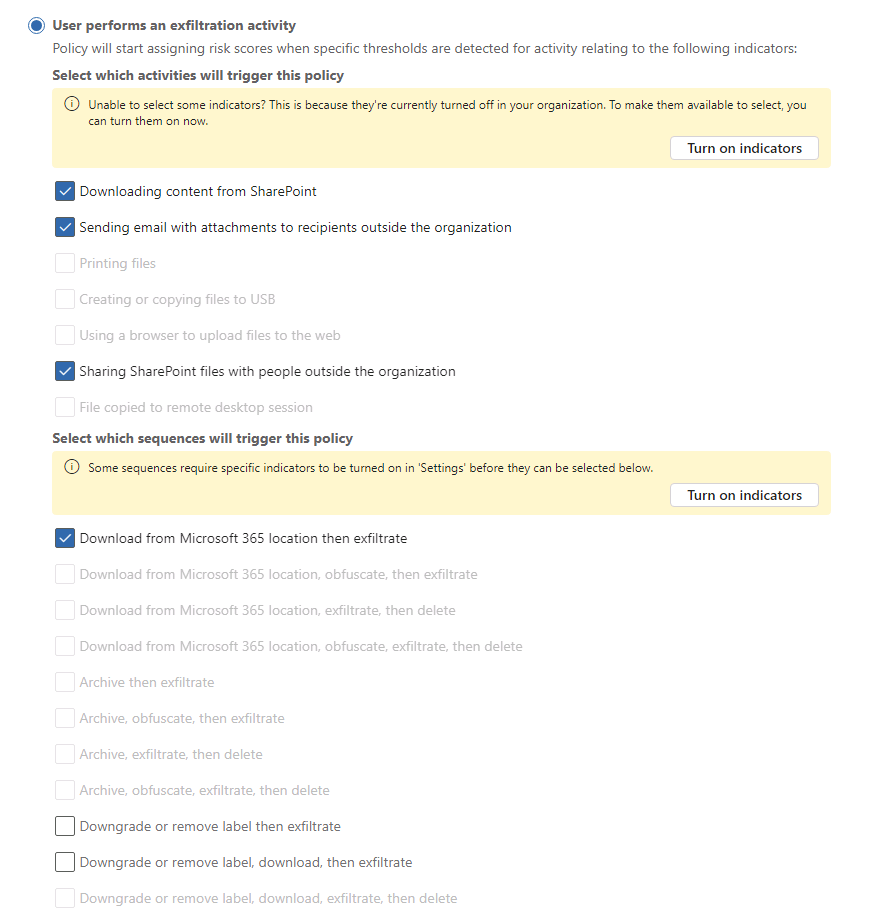 User performs an exfiltration activity
Policy will start assigning risk scores when specific thresholds are detected for activity relating to the following indicators:
Select which activities will trigger this policy
Unable to select some indicators? This is because they're currently turned off in your organization. To make them available to select, you
can turn them on now.
Turn on indicators
Downloading content from SharePoint
Sending email with attachments to recipients outside the organization
Printing files
Creating or copying files to USB
Using a browser to upload files to the web
Sharing SharePoint files with people outside the organization
File copied to remote desktop session
Select which sequences will trigger this policy
Some sequences require specific indicators to be turned on in 'Settings' before they can be selected below.
Turn on indicators
Download from Microsoft 365 location then exfiltrate
Download from Microsoft 365 location, obfuscate, then exfiltrate
Download from Microsoft 365 location, exfiltrate, then delete
Download from Microsoft 365 location, obfuscate, exfiltrate, then delete
Archive then exfiltrate
Archive, obfuscate, then exfiltrate
Archive, exfiltrate, then delete
Archive, obfuscate, exfiltrate, then delete
Downgrade or remove label then exfiltrate
Downgrade or remove label, download, then exfiltrate
Downgrade or remove label, download, exfiltrate, then delete